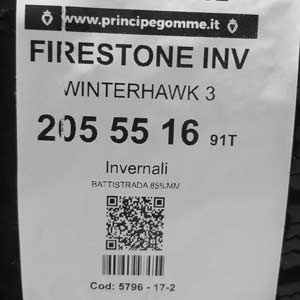 www.principegomme.it
FIRESTONE INV
WINTERHAWK 3
205 55 16 91T
Invernali
BATTISTRADA 85%MM
Cod: 5796 - 17-2